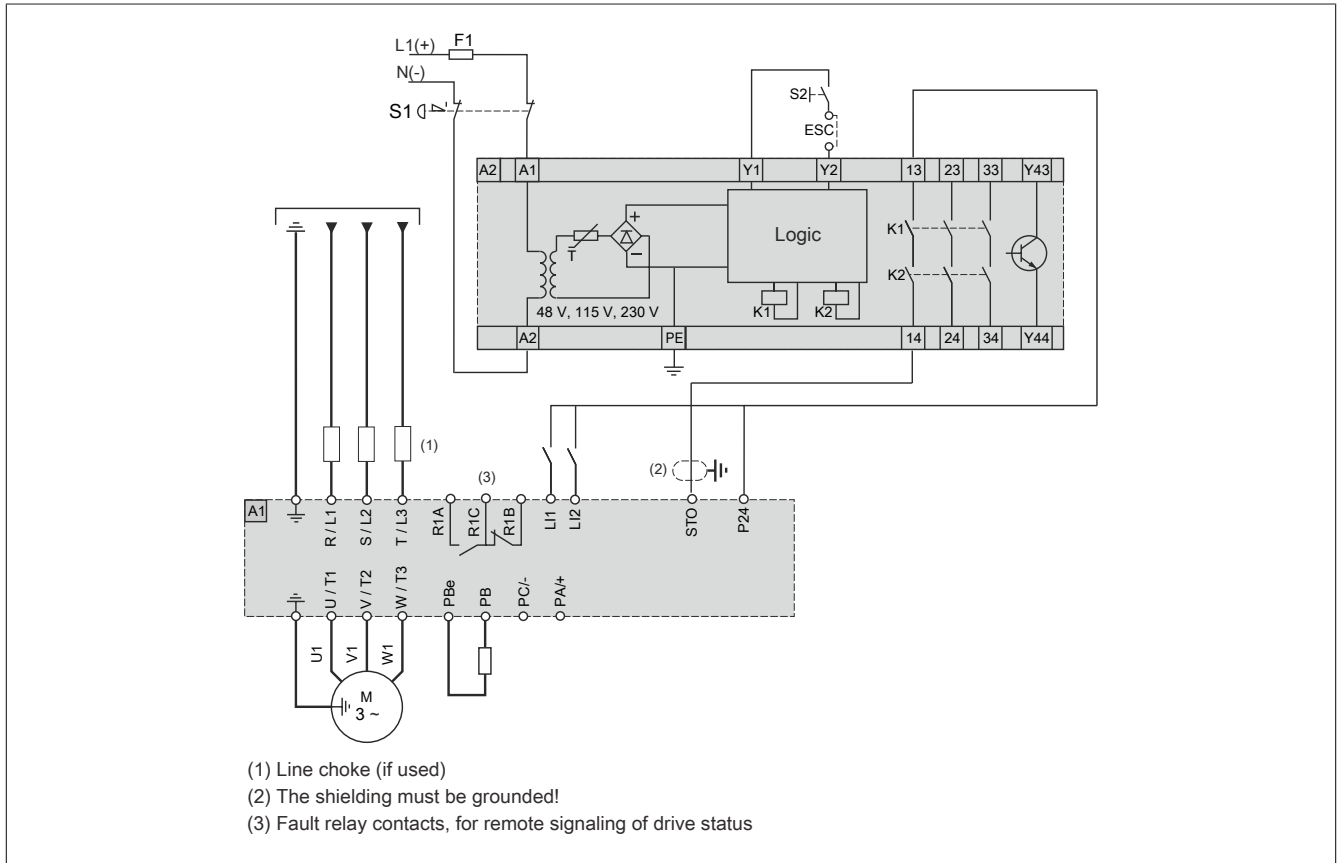 L1(+) F1
N(-)
S1
S2
ESC
A2 A1 Y1 Y2 13 23 33 Y43
+
T
−
Logic
K1
K2
48 V, 115 V, 230 V
K1 K2
A2 PE 14 24 34 Y44
(1)
(2)
(3)
A1
R / L1 S / L2 T / L3 R1A R1C R1B LI1 LI2 STO P24
U / T1 V / T2 W / T3 PBe PB PC/- PA/+
U1 V1 W1
M
3 ~
(1) Line choke (if used)
(2) The shielding must be grounded!
(3) Fault relay contacts, for remote signaling of drive status